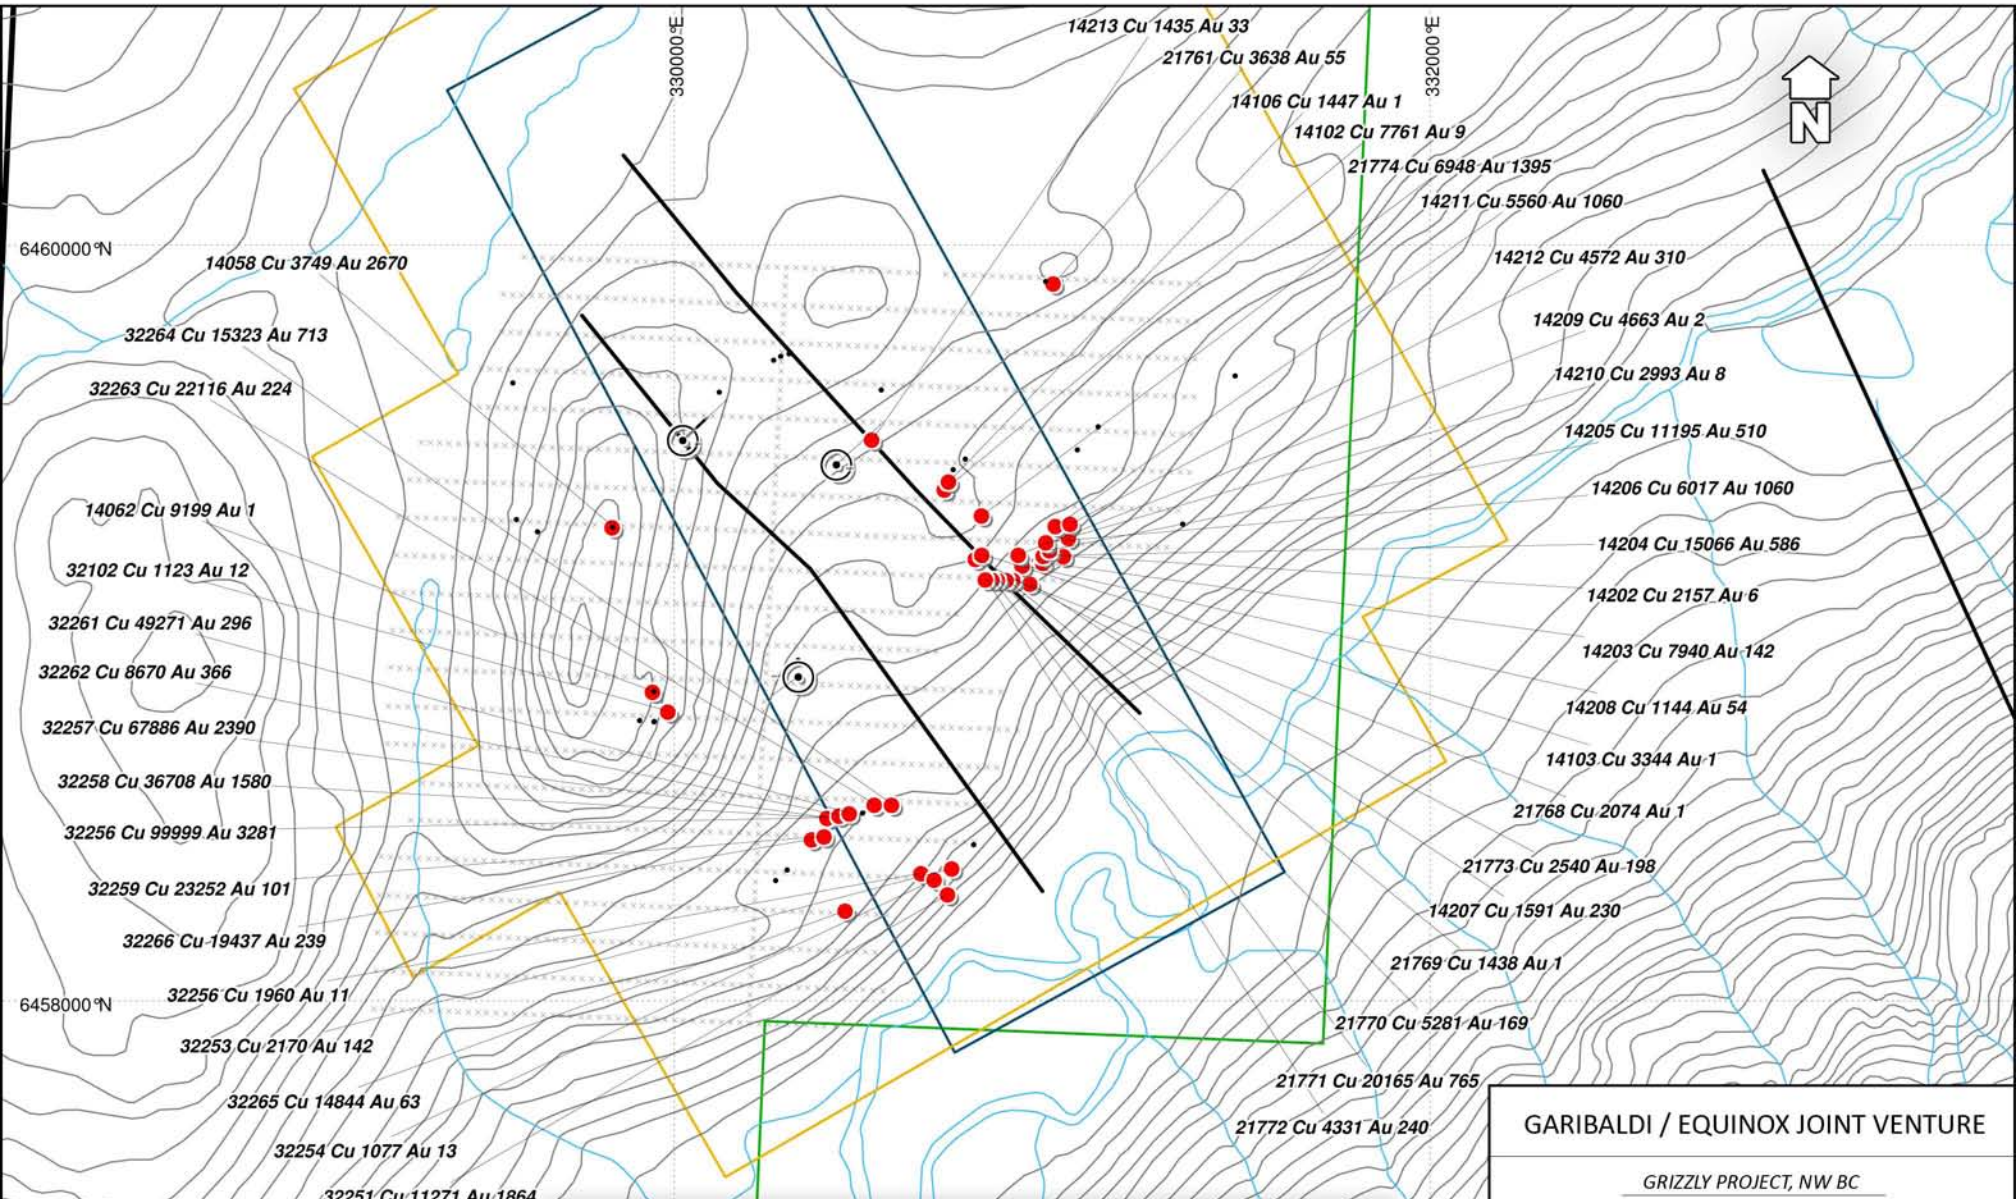 14213 Cu 1435 Au 33
21761 Cu 3638 Au 55
14106 Cu 1447 Au 1
14102 Cu 7761 Au 9
21774 Cu 6948 Au 1395
14211 Cu 5560 Au 1060
14212 Cu 4572 Au 310
14209 Cu 4663 Au 2
14210 Cu 2993 Au 8
14205 Cu 11195 Au 510
14206 Cu 6017 Au 1060
14204 Cu 15066 Au 586
14202 Cu 2157 Au 6
14203 Cu 7940 Au 142
14208 Cu 1144 Au 54
14103 Cu 3344 Au 1
21768 Cu 2074 Au 1
21773 Cu 2540 Au 198
14207 Cu 1591 Au 230
21769 Cu 1438 Au 1
21770 Cu 5281 Au 169
21771 Cu 20165 Au 765
21772 Cu 4331 Au 240
330000°E
332000°E
N
6460000°N
14058 Cu 3749 Au 2670
32264 Cu 15323 Au 713
32263 Cu 22116 Au 224
14062 Cu 9199 Au 1
32102 Cu 1123 Au 12
32261 Cu 49271 Au 296
32262 Cu 8670 Au 366
32257 Cu 67886 Au 2390
32258 Cu 36708 Au 1580
32256 Cu 99999 Au 3281
32259 Cu 23252 Au 101
32266 Cu 19437 Au 239
32256 Cu 1960 Au 11
6458000°N
32253 Cu 2170 Au 142
32265 Cu 14844 Au 63
32254 Cu 1077 Au 13
32251 Cu 11271 Au 1864
GARIBALDI / EQUINOX JOINT VENTURE
GRIZZLY PROJECT, NW BC